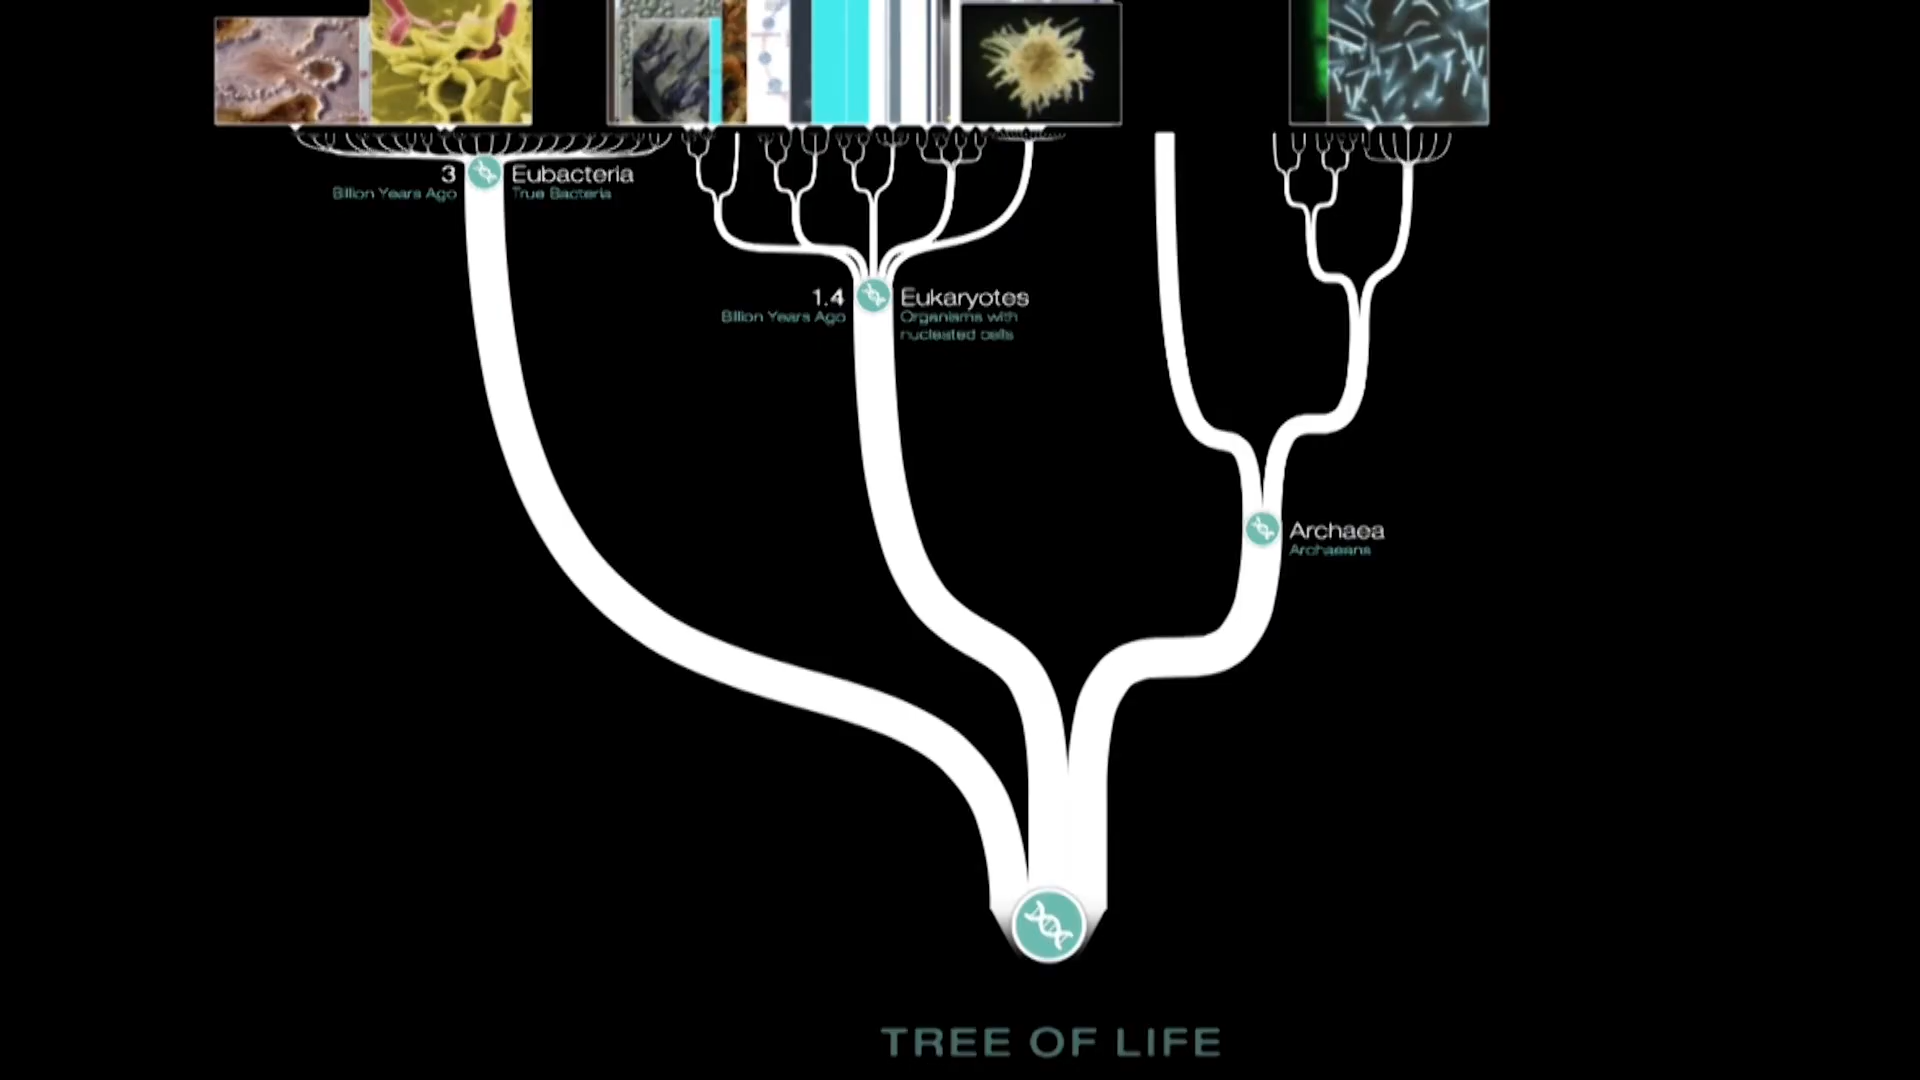 3
Billion Years Ago
Eubacteria
True Bacteria
1.4
Billion Years Ago
Eukaryotes
Organisms with
nucleated cells
Archaea
Archaeans
TREE OF LIFE